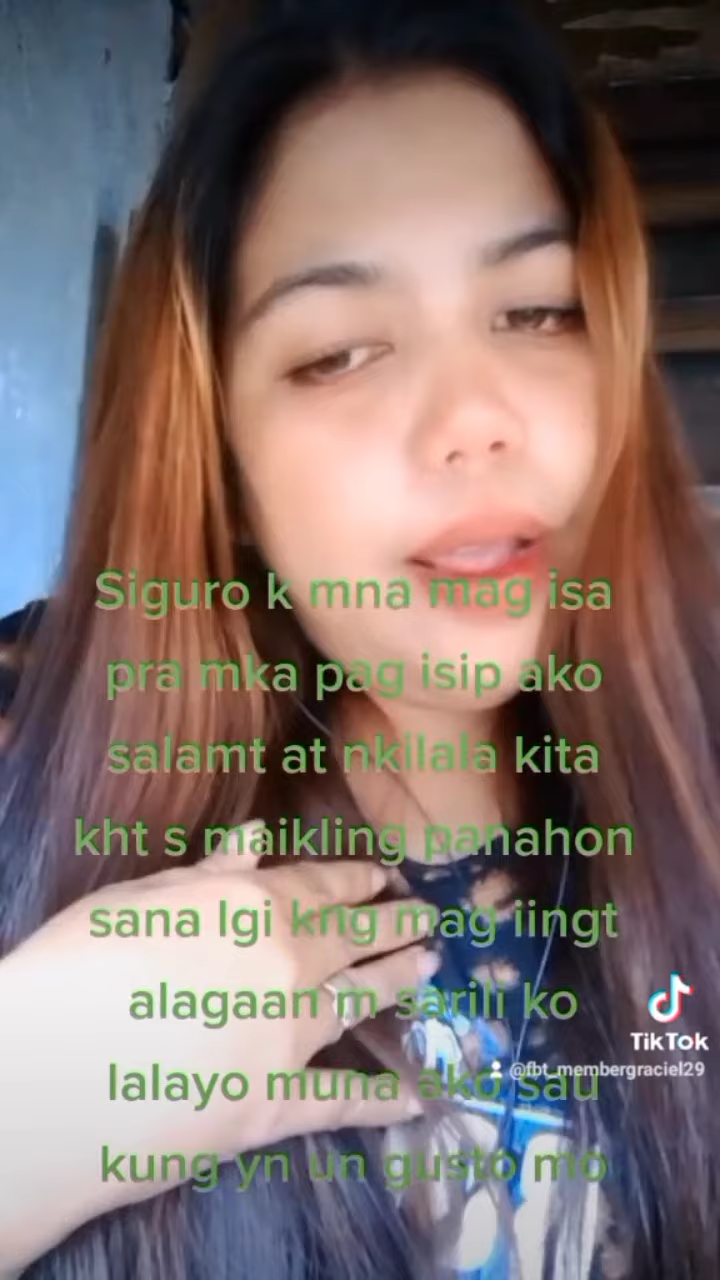 Siguro k mna mag isa
pra mka pag isip ako
salamt at nkilala kita
kht s maikling panahon
sana lgi kng mag iingt
alagaan m sarili ko
lalayo muna ako sau
kung yn un gusto mo
TikTok
@fbt_membergraciel29